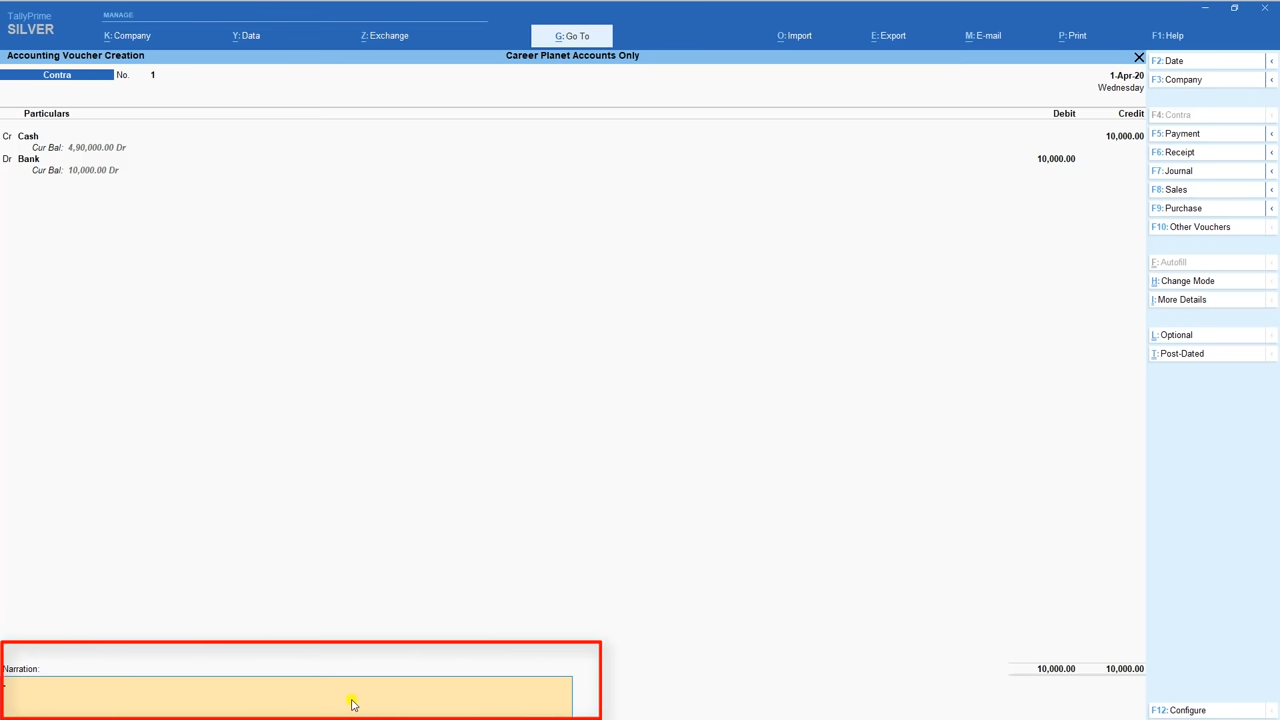 TallyPrime
SILVER
MANAGE
K: Company
Y: Data
Z: Exchange
G: Go To
O: Import
E: Export
M: E-mail
P: Print
F1: Help
Accounting Voucher Creation
Career Planet Accounts Only
Contra
No. 1
1-Apr-20
Wednesday
Particulars
Debit
Credit
Cr Cash
10,000.00
Cur Bal: 4,90,000.00 Dr
Dr Bank
10,000.00
Cur Bal: 10,000.00 Dr
Narration:
10,000.00
10,000.00
F2: Date
F3: Company
F4: Contra
F5: Payment
F6: Receipt
F7: Journal
F8: Sales
F9: Purchase
F10: Other Vouchers
F: Autofill
H: Change Mode
I: More Details
L: Optional
T: Post-Dated
F12: Configure